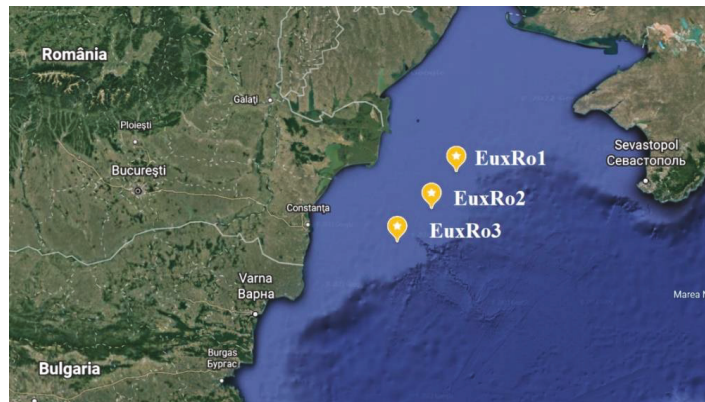 România
Galați
Ploiești
București
EuxRo1
Sevastopol
Севастополь
EuxRo2
Constanța
EuxRo3
Varna
Варна
Marea N
Burgas
Бургас
Bulgaria